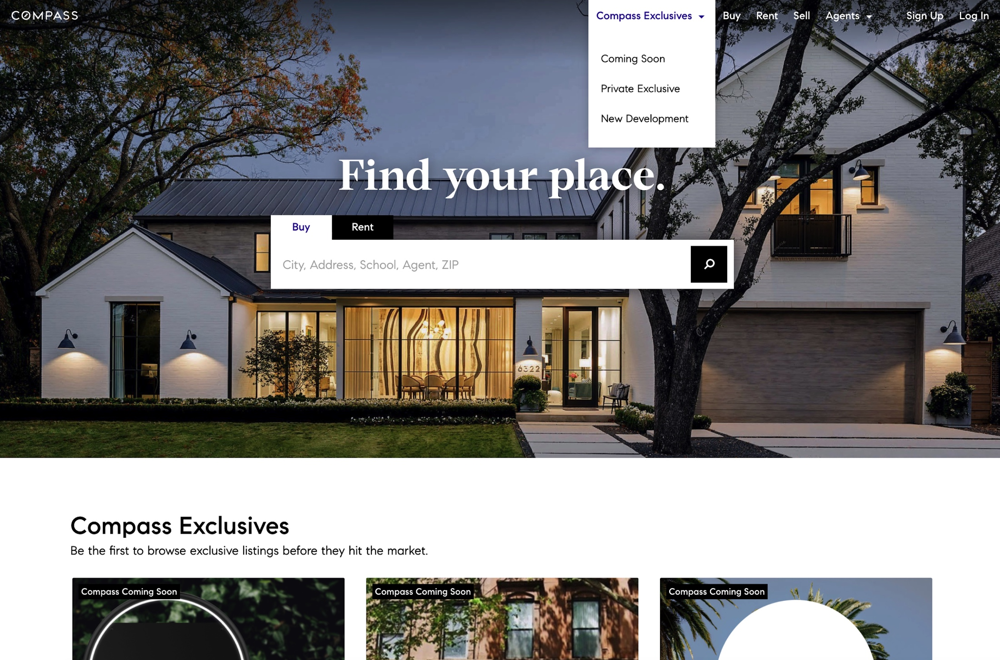 COMPASS
Compass Exclusives
Buy
Rent
Sell
Agents
Sign Up
Log In
Coming Soon
Private Exclusive
New Development
Find your place.
Buy
Rent
City, Address, School, Agent, ZIP
6322
Compass Exclusives
Be the first to browse exclusive listings before they hit the market.
Compass Coming Soon
Compass Coming Soon
Compass Coming Soon